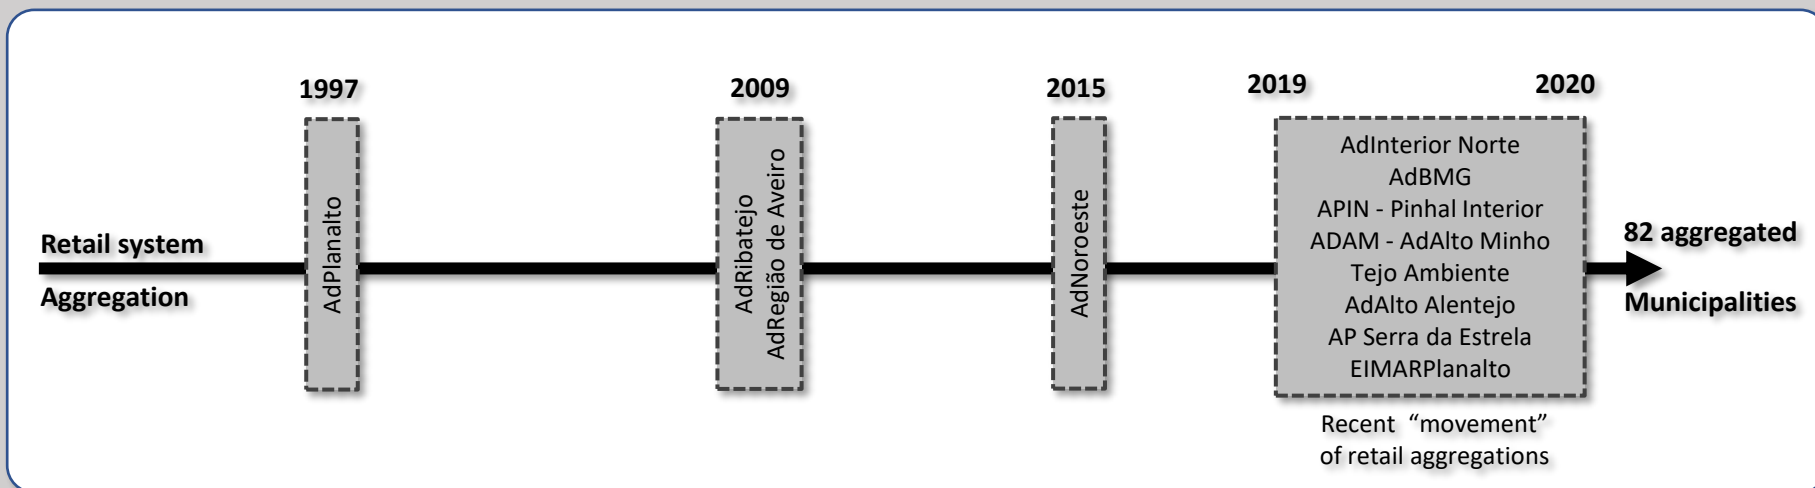 1997
2009
2015
2019
2020
Retail system
Aggregation
AdPlanalto
AdRibatejo
AdRegião de Aveiro
AdNoroeste
AdInterior Norte
AdBMG
APIN - Pinhal Interior
ADAM - AdAlto Minho
Tejo Ambiente
AdAlto Alentejo
AP Serra da Estrela
EIMARPlanalto
Recent “movement”
of retail aggregations
82 aggregated
Municipalities